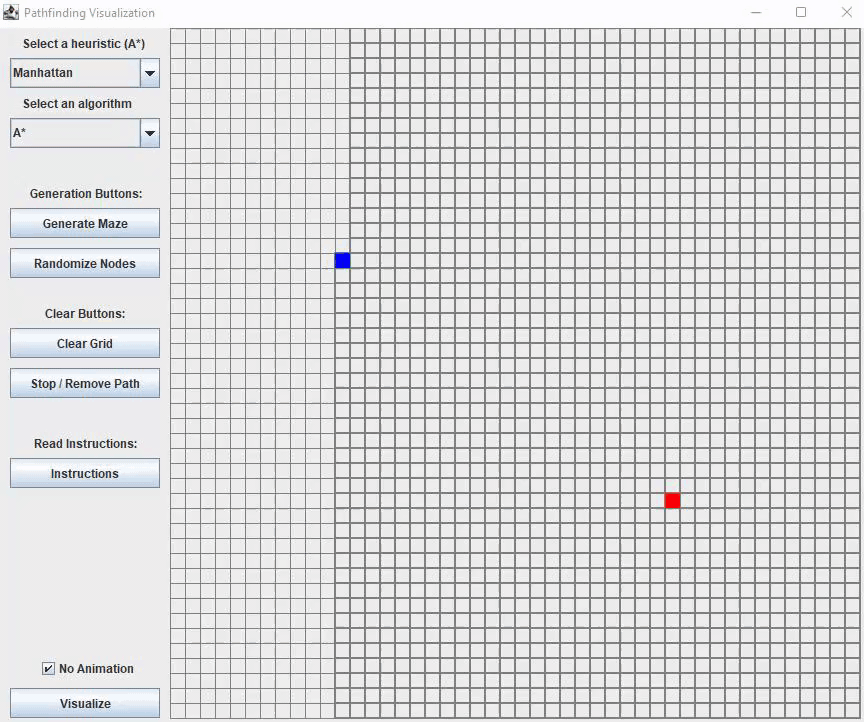 Pathfinding Visualization
Select a heuristic (A*)
Manhattan
Select an algorithm
A*
Generation Buttons:
Generate Maze
Randomize Nodes
Clear Buttons:
Clear Grid
Stop / Remove Path
Read Instructions:
Instructions
No Animation
Visualize